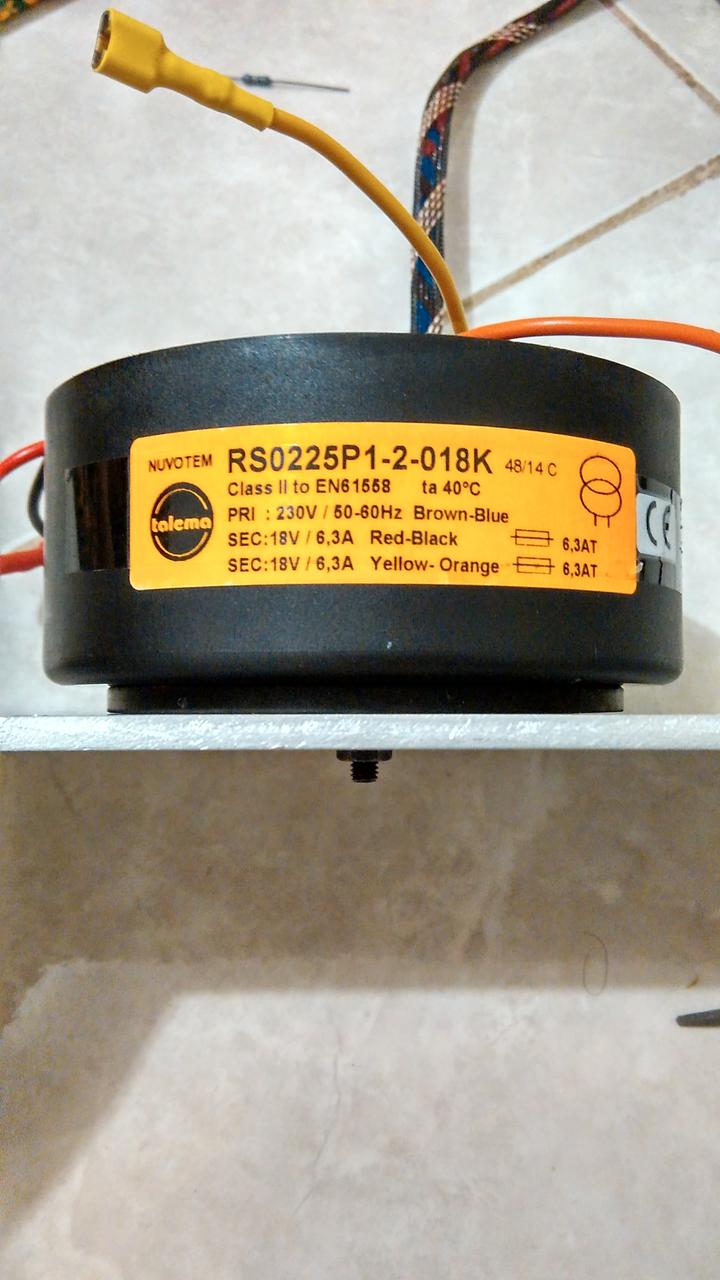 NUVOTEM RS0225P1-2-018K 48/14 C
talema
Class II to EN61558 ta 40°C
PRI : 230V / 50-60Hz Brown-Blue
SEC:18V / 6,3A Red-Black 6,3AT
SEC:18V / 6,3A Yellow- Orange 6,3AT
CE